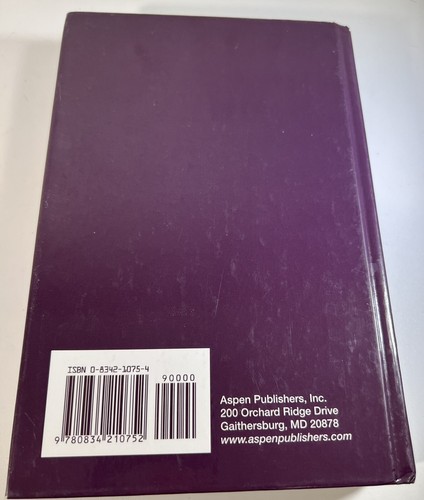 ISBN 0-8342-1075-4
90000
9 780834 210752
Aspen Publishers, Inc.
200 Orchard Ridge Drive
Gaithersburg, MD 20878
www.aspenpublishers.com